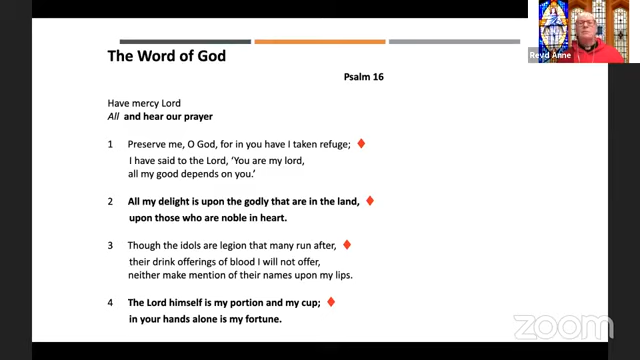 The Word of God
Psalm 16
Have mercy Lord
All and hear our prayer
1 Preserve me, O God, for in you have I taken refuge; ♦
I have said to the Lord, ‘You are my lord,
all my good depends on you.’
2 All my delight is upon the godly that are in the land, ♦
upon those who are noble in heart.
3 Though the idols are legion that many run after, ♦
their drink offerings of blood I will not offer,
neither make mention of their names upon my lips.
4 The Lord himself is my portion and my cup; ♦
in your hands alone is my fortune.
Revd Anne
zoom